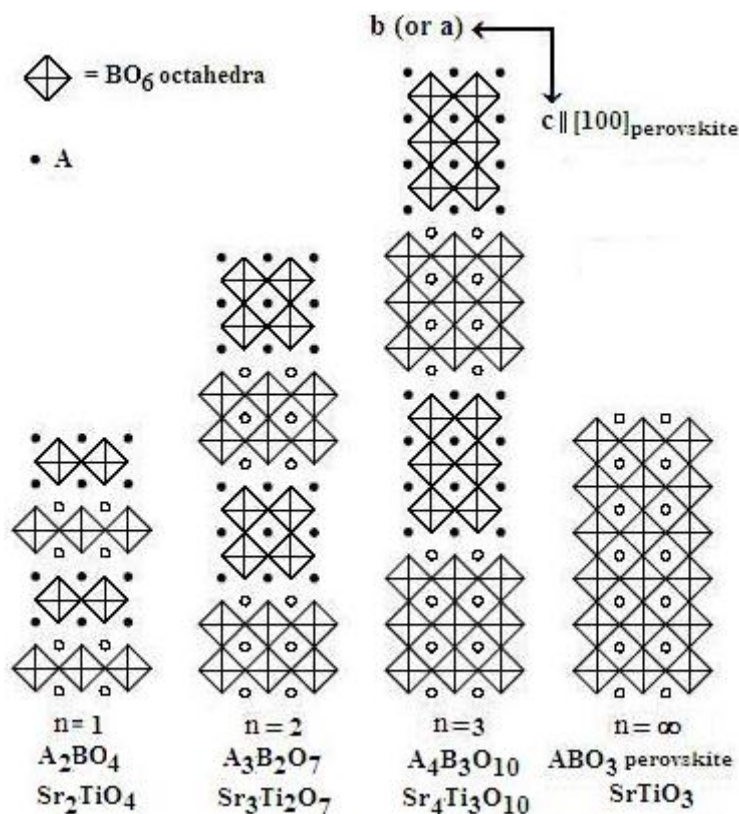 b (or a)
= BO6 octahedra
c || [100]perovskite
• A
n = 1
A2BO4
Sr2TiO4
n = 2
A3B2O7
Sr3Ti2O7
n = 3
A4B3O10
Sr4Ti3O10
n = ∞
ABO3 perovskite
SrTiO3